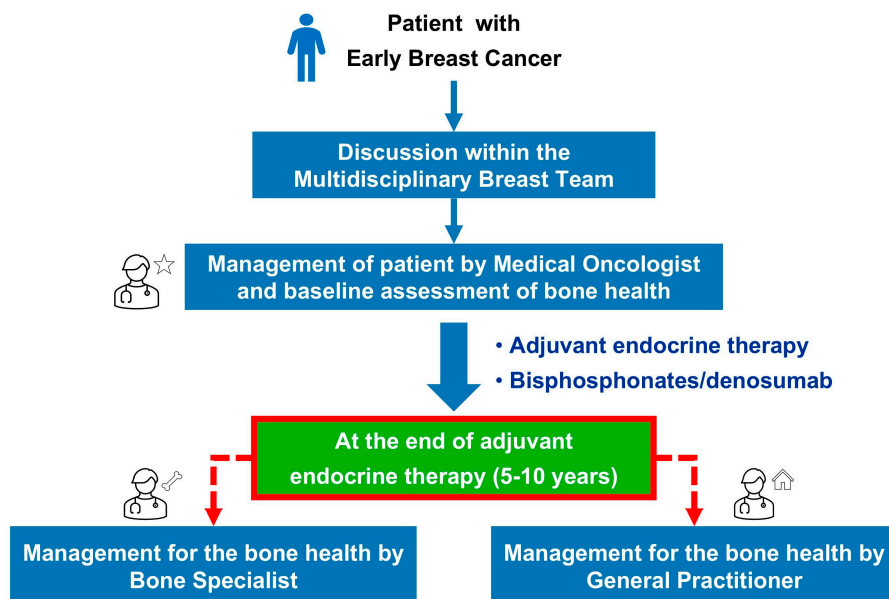 Patient with
Early Breast Cancer
Discussion within the
Multidisciplinary Breast Team
Management of patient by Medical Oncologist
and baseline assessment of bone health
• Adjuvant endocrine therapy
• Bisphosphonates/denosumab
At the end of adjuvant
endocrine therapy (5-10 years)
Management for the bone health by
Bone Specialist
Management for the bone health by
General Practitioner